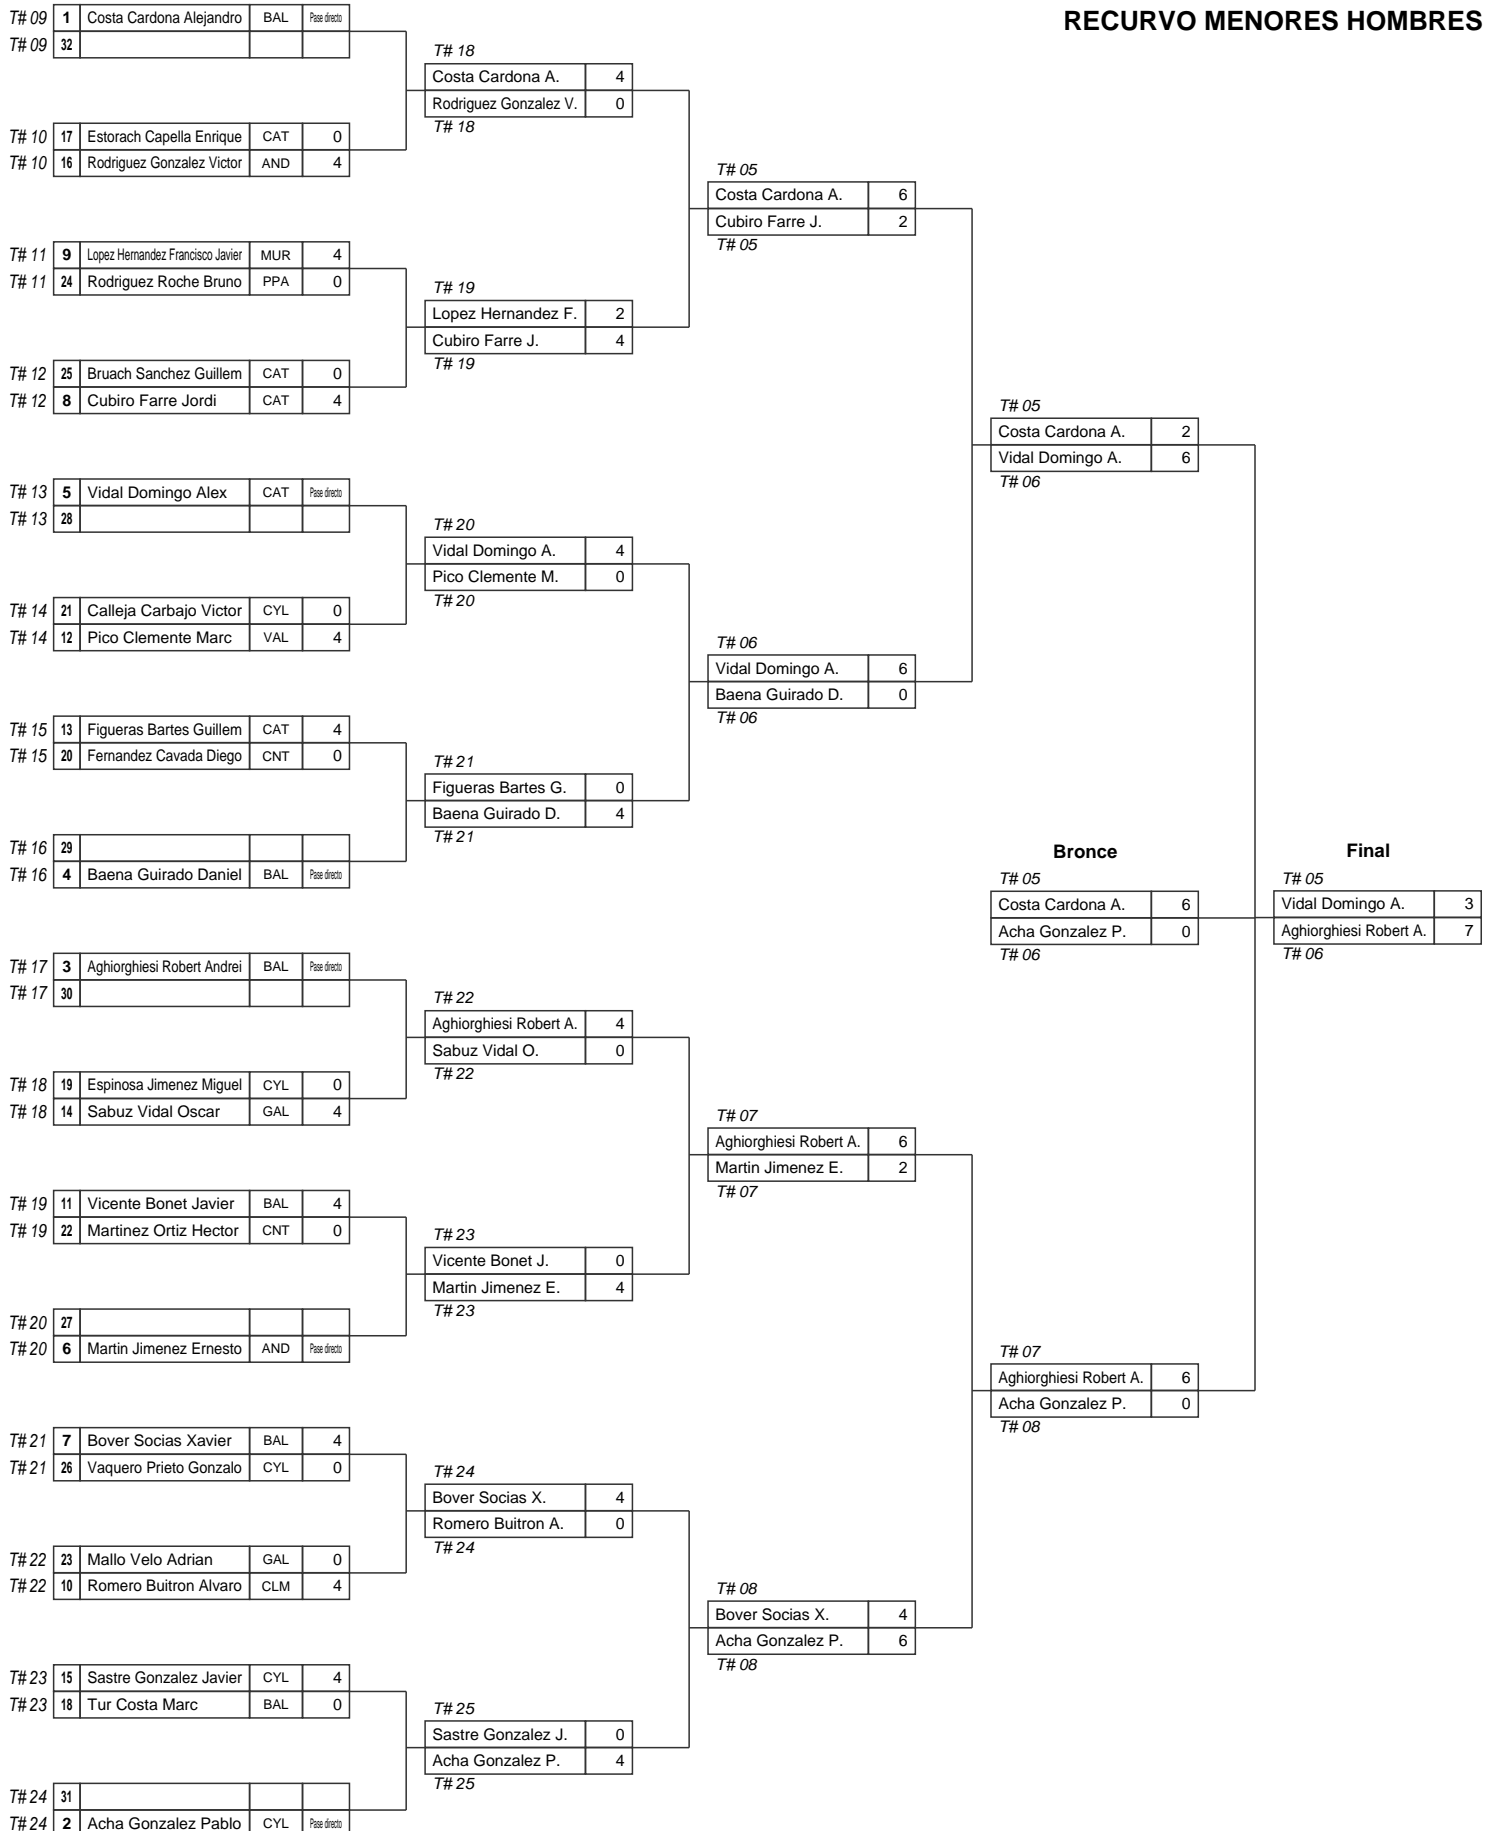 RECURVO MENORES HOMBRES
T# 09 1 Costa Cardona Alejandro BAL Pase directo
T# 09 32
T# 18
Costa Cardona A. 4
Rodriguez Gonzalez V. 0
T# 18
T# 10 17 Estorach Capella Enrique CAT 0
T# 10 16 Rodriguez Gonzalez Victor AND 4
T# 05
Costa Cardona A. 6
Cubiro Farre J. 2
T# 05
T# 11 9 Lopez Hernandez Francisco Javier MUR 4
T# 11 24 Rodriguez Roche Bruno PPA 0
T# 19
Lopez Hernandez F. 2
Cubiro Farre J. 4
T# 19
T# 12 25 Bruach Sanchez Guillem CAT 0
T# 12 8 Cubiro Farre Jordi CAT 4
T# 05
Costa Cardona A. 2
Vidal Domingo A. 6
T# 06
T# 13 5 Vidal Domingo Alex CAT Pase directo
T# 13 28
T# 20
Vidal Domingo A. 4
Pico Clemente M. 0
T# 20
T# 14 21 Calleja Carbajo Victor CYL 0
T# 14 12 Pico Clemente Marc VAL 4
T# 06
Vidal Domingo A. 6
Baena Guirado D. 0
T# 06
T# 15 13 Figueras Bartes Guillem CAT 4
T# 15 20 Fernandez Cavada Diego CNT 0
T# 21
Figueras Bartes G. 0
Baena Guirado D. 4
T# 21
T# 16 29
T# 16 4 Baena Guirado Daniel BAL Pase directo
Bronce
T# 05
Costa Cardona A. 6
Acha Gonzalez P. 0
T# 06
Final
T# 05
Vidal Domingo A. 3
Aghiorghiesi Robert A. 7
T# 06
T# 17 3 Aghiorghiesi Robert Andrei BAL Pase directo
T# 17 30
T# 22
Aghiorghiesi Robert A. 4
Sabuz Vidal O. 0
T# 22
T# 18 19 Espinosa Jimenez Miguel CYL 0
T# 18 14 Sabuz Vidal Oscar GAL 4
T# 07
Aghiorghiesi Robert A. 6
Martin Jimenez E. 2
T# 07
T# 19 11 Vicente Bonet Javier BAL 4
T# 19 22 Martinez Ortiz Hector CNT 0
T# 23
Vicente Bonet J. 0
Martin Jimenez E. 4
T# 23
T# 20 27
T# 20 6 Martin Jimenez Ernesto AND Pase directo
T# 07
Aghiorghiesi Robert A. 6
Acha Gonzalez P. 0
T# 08
T# 21 7 Bover Socias Xavier BAL 4
T# 21 26 Vaquero Prieto Gonzalo CYL 0
T# 24
Bover Socias X. 4
Romero Buitron A. 0
T# 24
T# 22 23 Mallo Velo Adrian GAL 0
T# 22 10 Romero Buitron Alvaro CLM 4
T# 08
Bover Socias X. 4
Acha Gonzalez P. 6
T# 08
T# 23 15 Sastre Gonzalez Javier CYL 4
T# 23 18 Tur Costa Marc BAL 0
T# 25
Sastre Gonzalez J. 0
Acha Gonzalez P. 4
T# 25
T# 24 31
T# 24 2 Acha Gonzalez Pablo CYL Pase directo